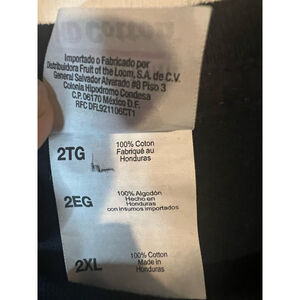 Importado o Fabricado por
Distribuidora Fruit of the Loom, S.A. de C.V.
General Salvador Alvarado #8 Piso 3
Colonia Hipodromo Condesa
C.P. 06170 México D.F.
RFC DFL921106CT1
2TG
100% Coton
Fabriqué au
Honduras
2EG
100% Algodón
Hecho en
Honduras
con insumos importados
2XL
100% Cotton
Made in
Honduras